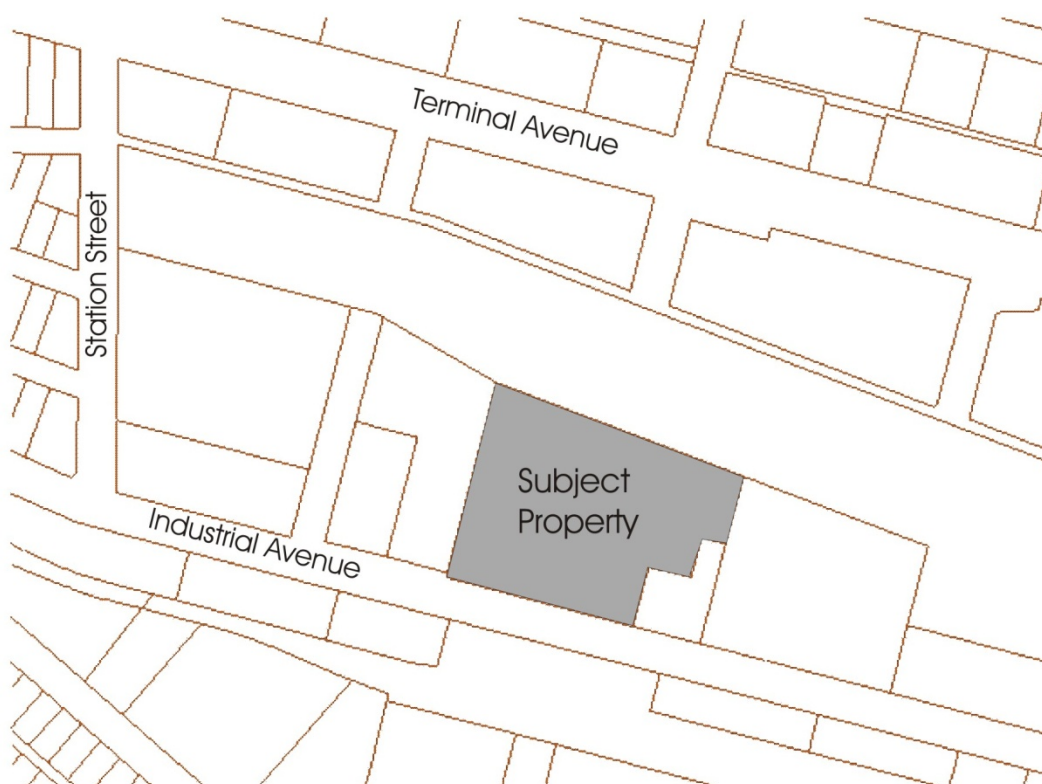 Terminal Avenue
Station Street
Subject
Property
Industrial Avenue